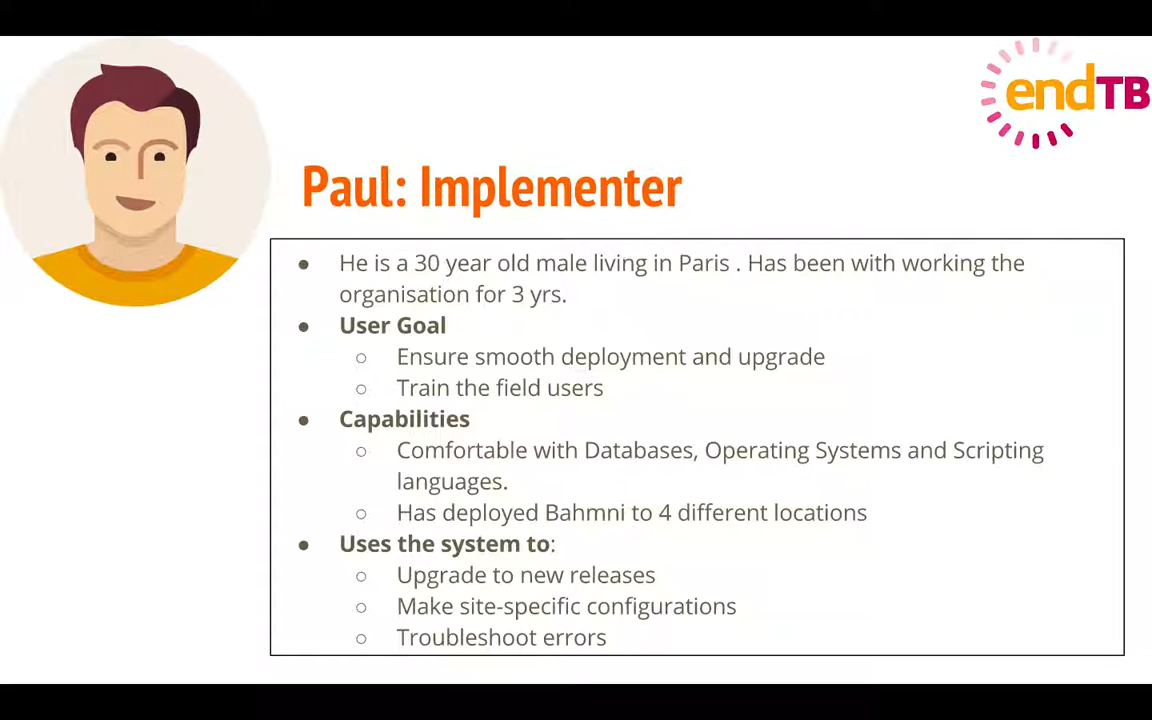 endTB
Paul: Implementer
● He is a 30 year old male living in Paris . Has been with working the
organisation for 3 yrs.
● User Goal
○ Ensure smooth deployment and upgrade
○ Train the field users
● Capabilities
○ Comfortable with Databases, Operating Systems and Scripting
languages.
○ Has deployed Bahmni to 4 different locations
● Uses the system to:
○ Upgrade to new releases
○ Make site-specific configurations
○ Troubleshoot errors